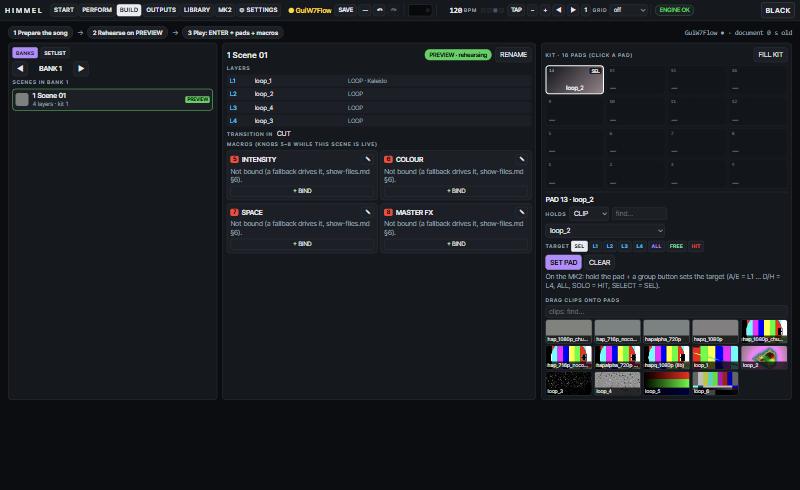 HIMMEL START PERFORM BUILD OUTPUTS LIBRARY MK2 SETTINGS GuiW7Flow SAVE 120 BPM TAP − + ◀ ▶ 1 GRID off ENGINE OK BLACK
1 Prepare the song → 2 Rehearse on PREVIEW → 3 Play: ENTER + pads + macros GuiW7Flow • · document 0 s old
BANKS SETLIST
◀ BANK 1 ▶
SCENES IN BANK 1
1 Scene 01
4 layers · kit 1
PREVIEW
1 Scene 01 PREVIEW · rehearsing RENAME
LAYERS
L1 loop_1 LOOP · Kaleido
L2 loop_2 LOOP
L3 loop_4 LOOP
L4 loop_3 LOOP
TRANSITION IN CUT
MACROS (KNOBS 5–8 WHILE THIS SCENE IS LIVE)
5 INTENSITY
Not bound (a fallback drives it, show-files.md
§6).
+ BIND
6 COLOUR
Not bound (a fallback drives it, show-files.md
§6).
+ BIND
7 SPACE
Not bound (a fallback drives it, show-files.md
§6).
+ BIND
8 MASTER FX
Not bound (a fallback drives it, show-files.md
§6).
+ BIND
KIT · 16 PADS (CLICK A PAD) FILL KIT
SEL
loop_2
PAD 13 · loop_2
HOLDS CLIP find...
loop_2
TARGET SEL L1 L2 L3 L4 ALL FREE HIT
SET PAD CLEAR
On the MK2: hold the pad + a group button sets the target (A/E = L1 ... D/H =
L4, ALL, SOLO = HIT, SELECT = SEL).
DRAG CLIPS ONTO PADS
clips: find...
hap_1080p_chu... hap_716p_noco... hapalpha_720p hapq_1080p hap_1080p_chu...
hap_716p_noco... hapalpha_720p ... hapq_1080p (litq) loop_1 loop_2
loop_3 loop_4 loop_5 loop_6